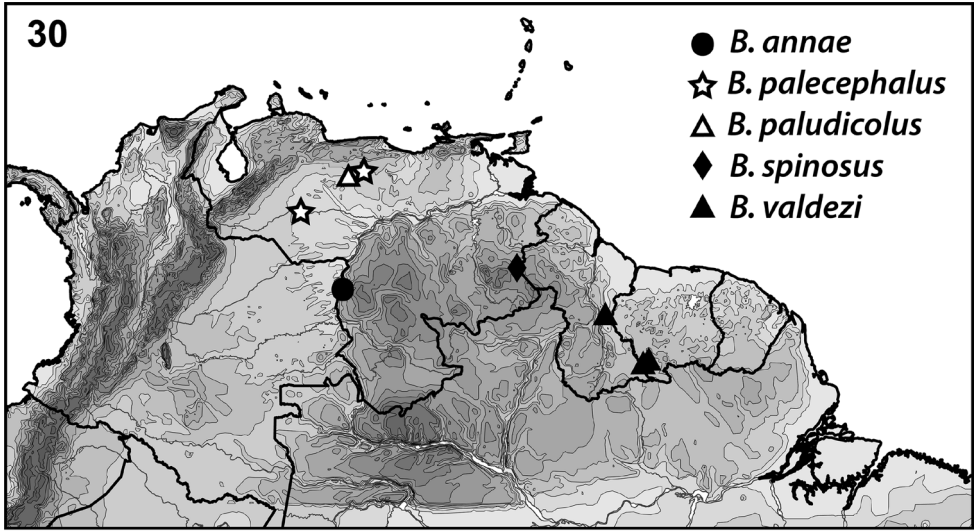 30
B. annae
B. palecephalus
B. paludicolus
B. spinosus
B. valdezi